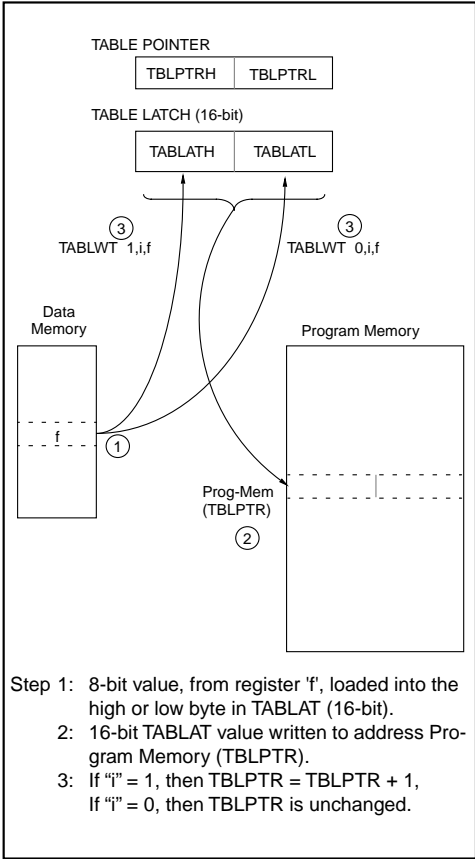 TABLE POINTER
TBLPTRH TBLPTRL
TABLE LATCH (16-bit)
TABLATH TABLATL
3 3
TABLWT 1,i,f TABLWT 0,i,f
Data
Memory
Program Memory
f
1
Prog-Mem
(TBLPTR)
2
Step 1: 8-bit value, from register 'f', loaded into the
high or low byte in TABLAT (16-bit).
2: 16-bit TABLAT value written to address Pro-
gram Memory (TBLPTR).
3: If “i” = 1, then TBLPTR = TBLPTR + 1,
If “i” = 0, then TBLPTR is unchanged.